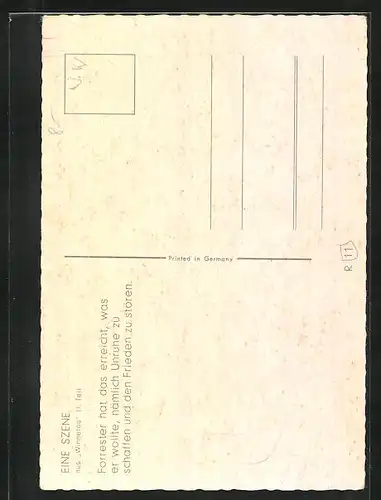 EINE SZENE
aus „Winnetou“ II. Teil
Forrester hat das erreicht, was
er wollte, nämlich Unruhe zu
schaffen und den Frieden zu stören.
Printed in Germany
R 11